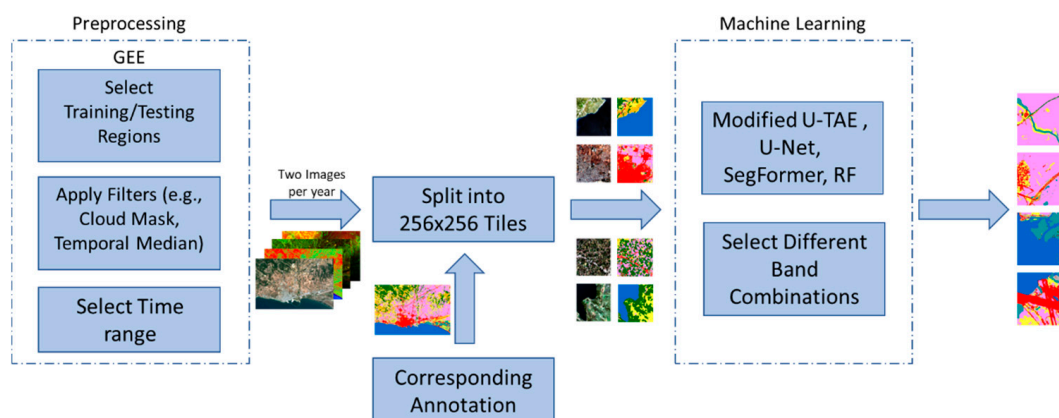 Preprocessing
GEE
Select
Training/Testing
Regions
Apply Filters (e.g.,
Cloud Mask,
Temporal Median)
Select Time
range
Two Images
per year
Split into
256x256 Tiles
Corresponding
Annotation
Machine Learning
Modified U-TAE ,
U-Net,
SegFormer, RF
Select Different
Band
Combinations